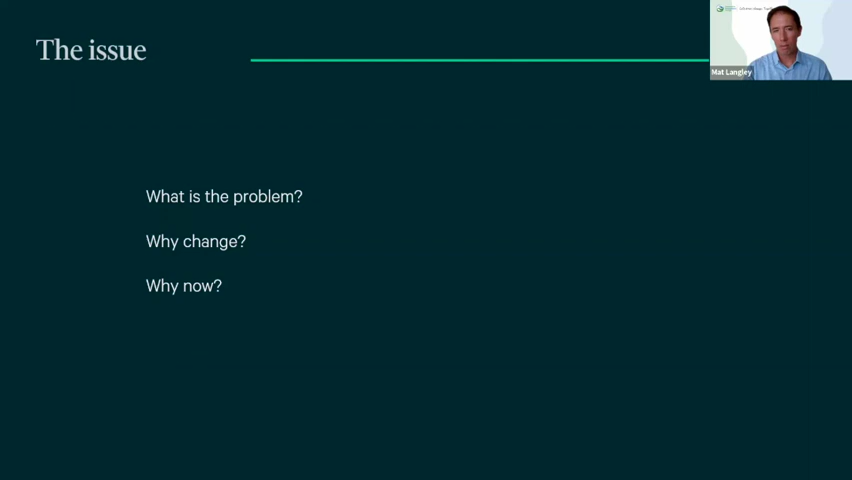 The issue
Mat Langley
What is the problem?
Why change?
Why now?